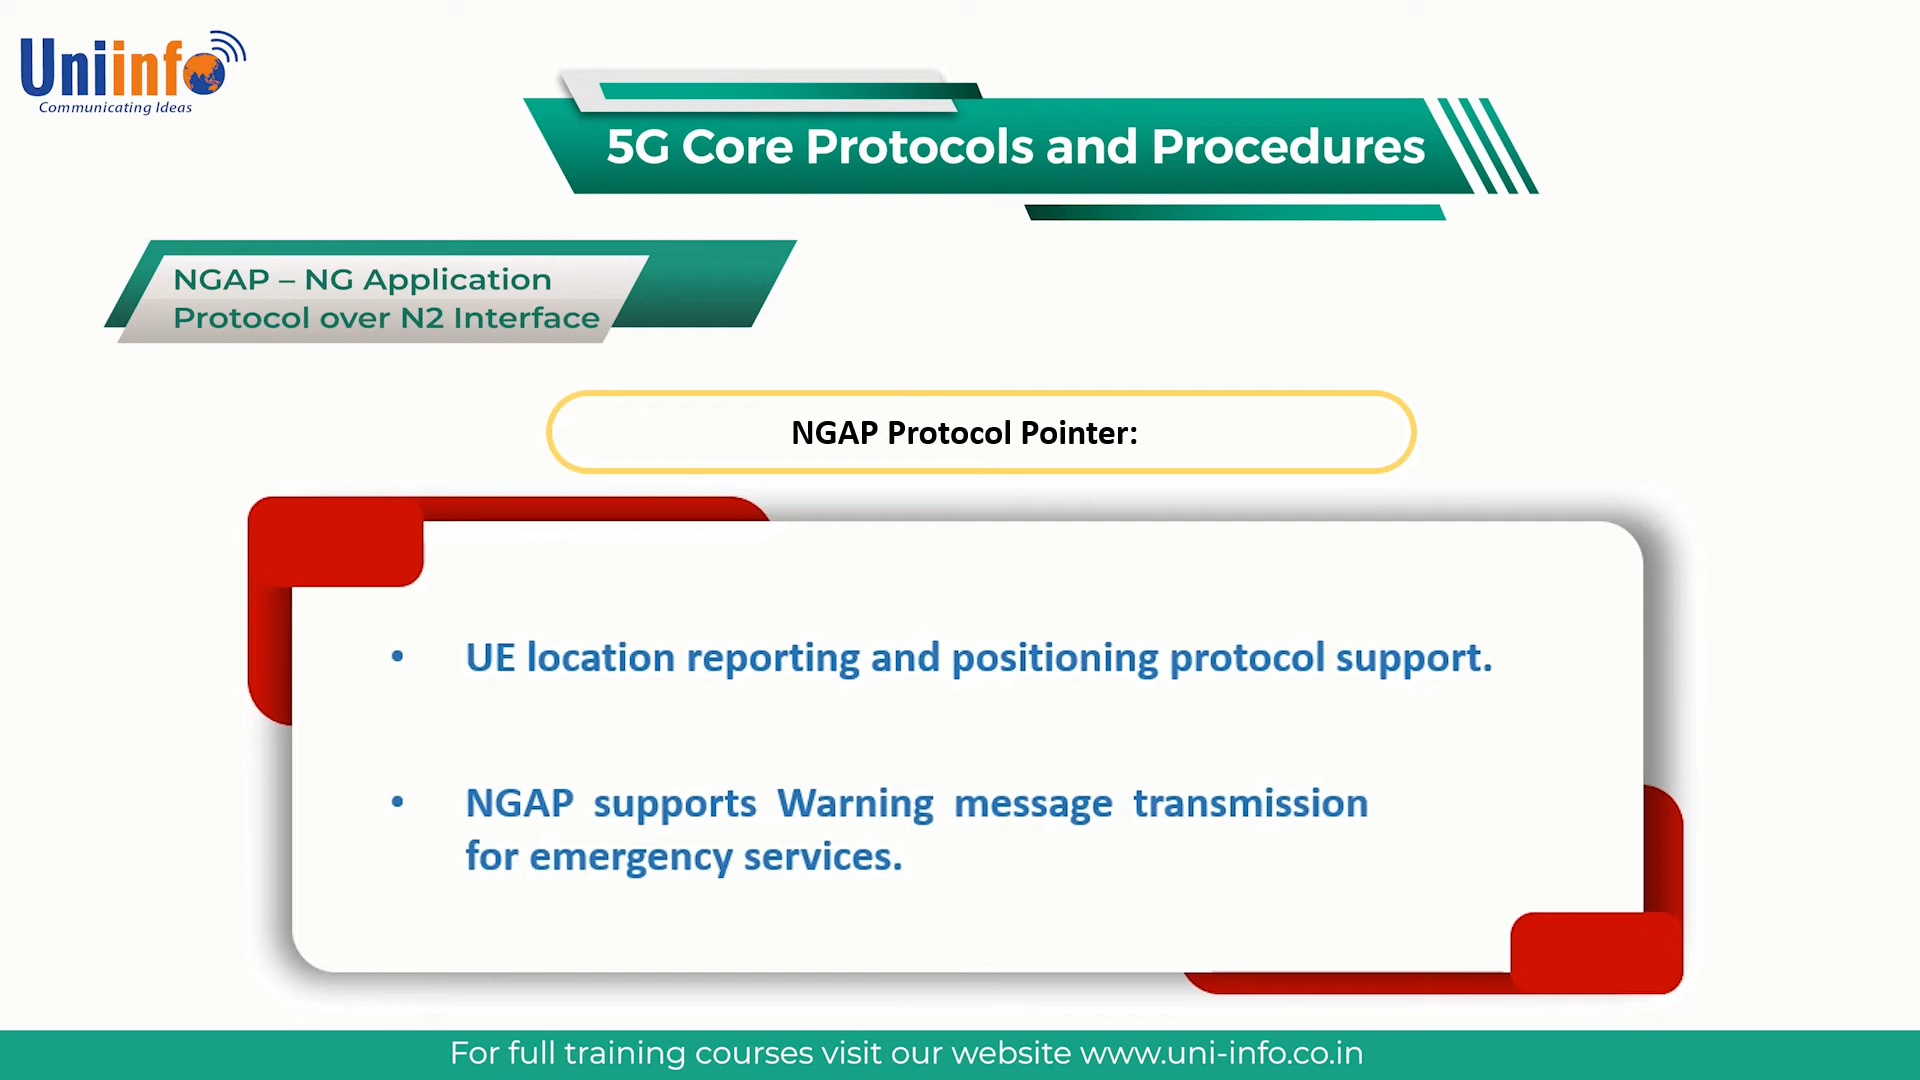 Uniinfo
Communicating Ideas
5G Core Protocols and Procedures
NGAP – NG Application
Protocol over N2 Interface
NGAP Protocol Pointer:
• UE location reporting and positioning protocol support.
• NGAP supports Warning message transmission
for emergency services.
For full training courses visit our website www.uni-info.co.in